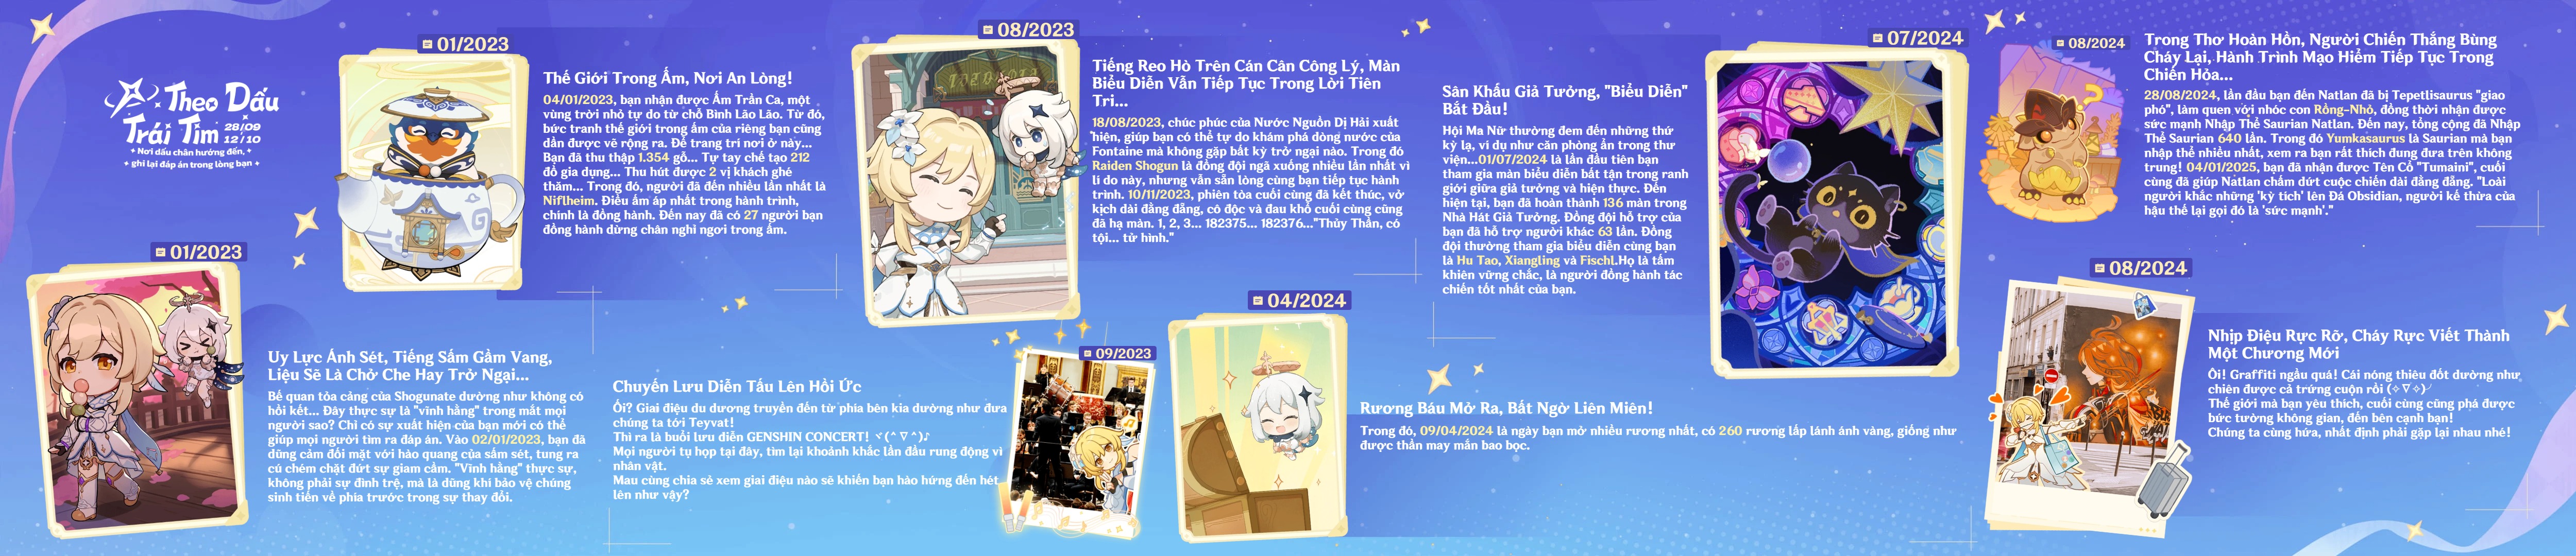 Theo Dấu
Trái Tim
28/09
12/10
Nơi dấu chân hướng đến,
ghi lại đáp án trong lòng bạn
01/2023
Uy Lực Ánh Sét, Tiếng Sấm Gầm Vang,
Liệu Sẽ Là Chở Che Hay Trở Ngại...
Bế quan tỏa cảng của Shogunate dường như không có
hồi kết... Đây thực sự là "vĩnh hằng" trong mắt mọi
người sao? Chỉ có sự xuất hiện của bạn mới có thể
giúp mọi người tìm ra đáp án. Vào 02/01/2023, bạn đã
dũng cảm đối mặt với hào quang của sấm sét, tung ra
cú chém chặt đứt sự giam cầm. "Vĩnh hằng" thực sự,
không phải sự đình trệ, mà là dũng khí bảo vệ chúng
sinh tiến về phía trước trong sự thay đổi.
01/2023
Thế Giới Trong Ấm, Nơi An Lòng!
04/01/2023, bạn nhận được Ấm Trần Ca, một
vùng trời nhỏ tự do từ chỗ Bình Lão Lão. Từ đó,
bức tranh thế giới trong ấm của riêng bạn cũng
dần được vẽ rộng ra. Để trang trí nơi ở này...
Bạn đã thu thập 1.354 gỗ... Tự tay chế tạo 212
đồ gia dụng... Thu hút được 2 vị khách ghé
thăm... Trong đó, người đã đến nhiều lần nhất là
Niflheim. Điều ấm áp nhất trong hành trình,
chính là đồng hành. Đến nay đã có 27 người bạn
đồng hành dừng chân nghỉ ngơi trong ấm.
08/2023
Tiếng Reo Hò Trên Cán Cân Công Lý, Màn
Biểu Diễn Vẫn Tiếp Tục Trong Lời Tiên
Tri...
18/08/2023, chúc phúc của Nước Nguồn Dị Hải xuất
hiện, giúp bạn có thể tự do khám phá dòng nước của
Fontaine mà không gặp bất kỳ trở ngại nào. Trong đó
Raiden Shogun là đồng đội ngã xuống nhiều lần nhất vì
lí do này, nhưng vẫn sẵn lòng cùng bạn tiếp tục hành
trình. 10/11/2023, phiên tòa cuối cùng đã kết thúc, vở
kịch dài đằng đẵng, cô độc và đau khổ cuối cùng cũng
đã hạ màn. 1, 2, 3... 182375... 182376..."Thủy Thần, có
tội... tử hình."
09/2023
Chuyến Lưu Diễn Tấu Lên Hồi Ức
Ôi? Giai điệu du dương truyền đến từ phía bên kia dường như đưa
chúng ta tới Teyvat!
Thì ra là buổi lưu diễn GENSHIN CONCERT! ヾ(^∇^)♪
Mọi người tụ họp tại đây, tìm lại khoảnh khắc lần đầu rung động vì
nhân vật.
Mau cùng chia sẻ xem giai điệu nào sẽ khiến bạn hào hứng đến hét
lên như vậy?
04/2024
Rương Báu Mở Ra, Bất Ngờ Liên Miên!
Trong đó, 09/04/2024 là ngày bạn mở nhiều rương nhất, có 260 rương lấp lánh ánh vàng, giống như
được thần may mắn bao bọc.
07/2024
Sân Khấu Giả Tưởng, "Biểu Diễn"
Bắt Đầu!
Hội Ma Nữ thường đem đến những thứ
kỳ lạ, ví dụ như căn phòng ẩn trong thư
viện...01/07/2024 là lần đầu tiên bạn
tham gia màn biểu diễn bất tận trong ranh
giới giữa giả tưởng và hiện thực. Đến
hiện tại, bạn đã hoàn thành 136 màn trong
Nhà Hát Giả Tưởng. Đồng đội hỗ trợ của
bạn đã hỗ trợ người khác 63 lần. Đồng
đội thường tham gia biểu diễn cùng bạn
là Hu Tao, Xiangling và Fischl.Họ là tấm
khiên vững chắc, là người đồng hành tác
chiến tốt nhất của bạn.
08/2024
Trong Thơ Hoàn Hồn, Người Chiến Thắng Bùng
Cháy Lại, Hành Trình Mạo Hiểm Tiếp Tục Trong
Chiến Hỏa...
28/08/2024, lần đầu bạn đến Natlan đã bị Tepetlisaurus "giao
phó", làm quen với nhóc con Rồng-Nhỏ, đồng thời nhận được
sức mạnh Nhập Thể Saurian Natlan. Đến nay, tổng cộng đã Nhập
Thể Saurian 640 lần. Trong đó Yumkasaurus là Saurian mà bạn
nhập thể nhiều nhất, xem ra bạn rất thích đung đưa trên không
trung! 04/01/2025, bạn đã nhận được Tên Cổ "Tumaini", cuối
cùng đã giúp Natlan chấm dứt cuộc chiến dài đằng đẵng. "Loài
người khắc những 'kỳ tích' lên Đá Obsidian, người kế thừa của
hậu thế lại gọi đó là 'sức mạnh'."
08/2024
Nhịp Điệu Rực Rỡ, Cháy Rực Viết Thành
Một Chương Mới
Ôi! Graffiti ngầu quá! Cái nóng thiêu đốt dường như
chiên được cả trứng cuộn rồi (✧∇✧)╯
Thế giới mà bạn yêu thích, cuối cùng cũng phá được
bức tường không gian, đến bên cạnh bạn!
Chúng ta cùng hứa, nhất định phải gặp lại nhau nhé!